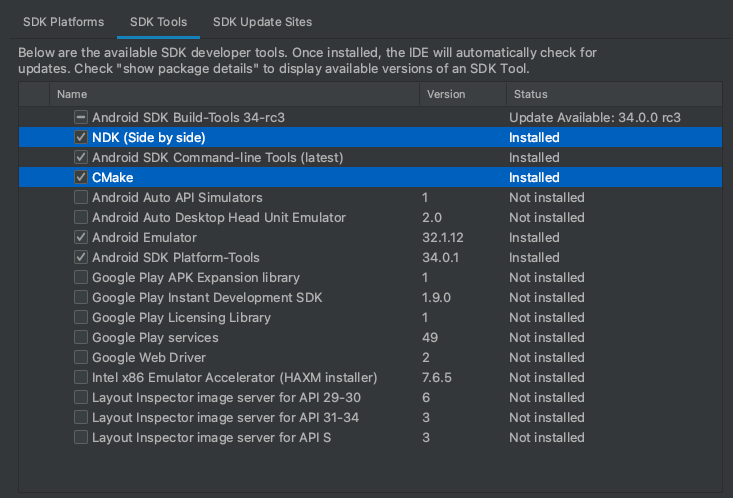 SDK Platforms SDK Tools SDK Update Sites
Below are the available SDK developer tools. Once installed, the IDE will automatically check for
updates. Check "show package details" to display available versions of an SDK Tool.
Name Version Status
Android SDK Build-Tools 34-rc3 Update Available: 34.0.0 rc3
NDK (Side by side) Installed
Android SDK Command-line Tools (latest) Installed
CMake Installed
Android Auto API Simulators 1 Not installed
Android Auto Desktop Head Unit Emulator 2.0 Not installed
Android Emulator 32.1.12 Installed
Android SDK Platform-Tools 34.0.1 Installed
Google Play APK Expansion library 1 Not installed
Google Play Instant Development SDK 1.9.0 Not installed
Google Play Licensing Library 1 Not installed
Google Play services 49 Not installed
Google Web Driver 2 Not installed
Intel x86 Emulator Accelerator (HAXM installer) 7.6.5 Not installed
Layout Inspector image server for API 29-30 6 Not installed
Layout Inspector image server for API 31-34 3 Not installed
Layout Inspector image server for API S 3 Not installed